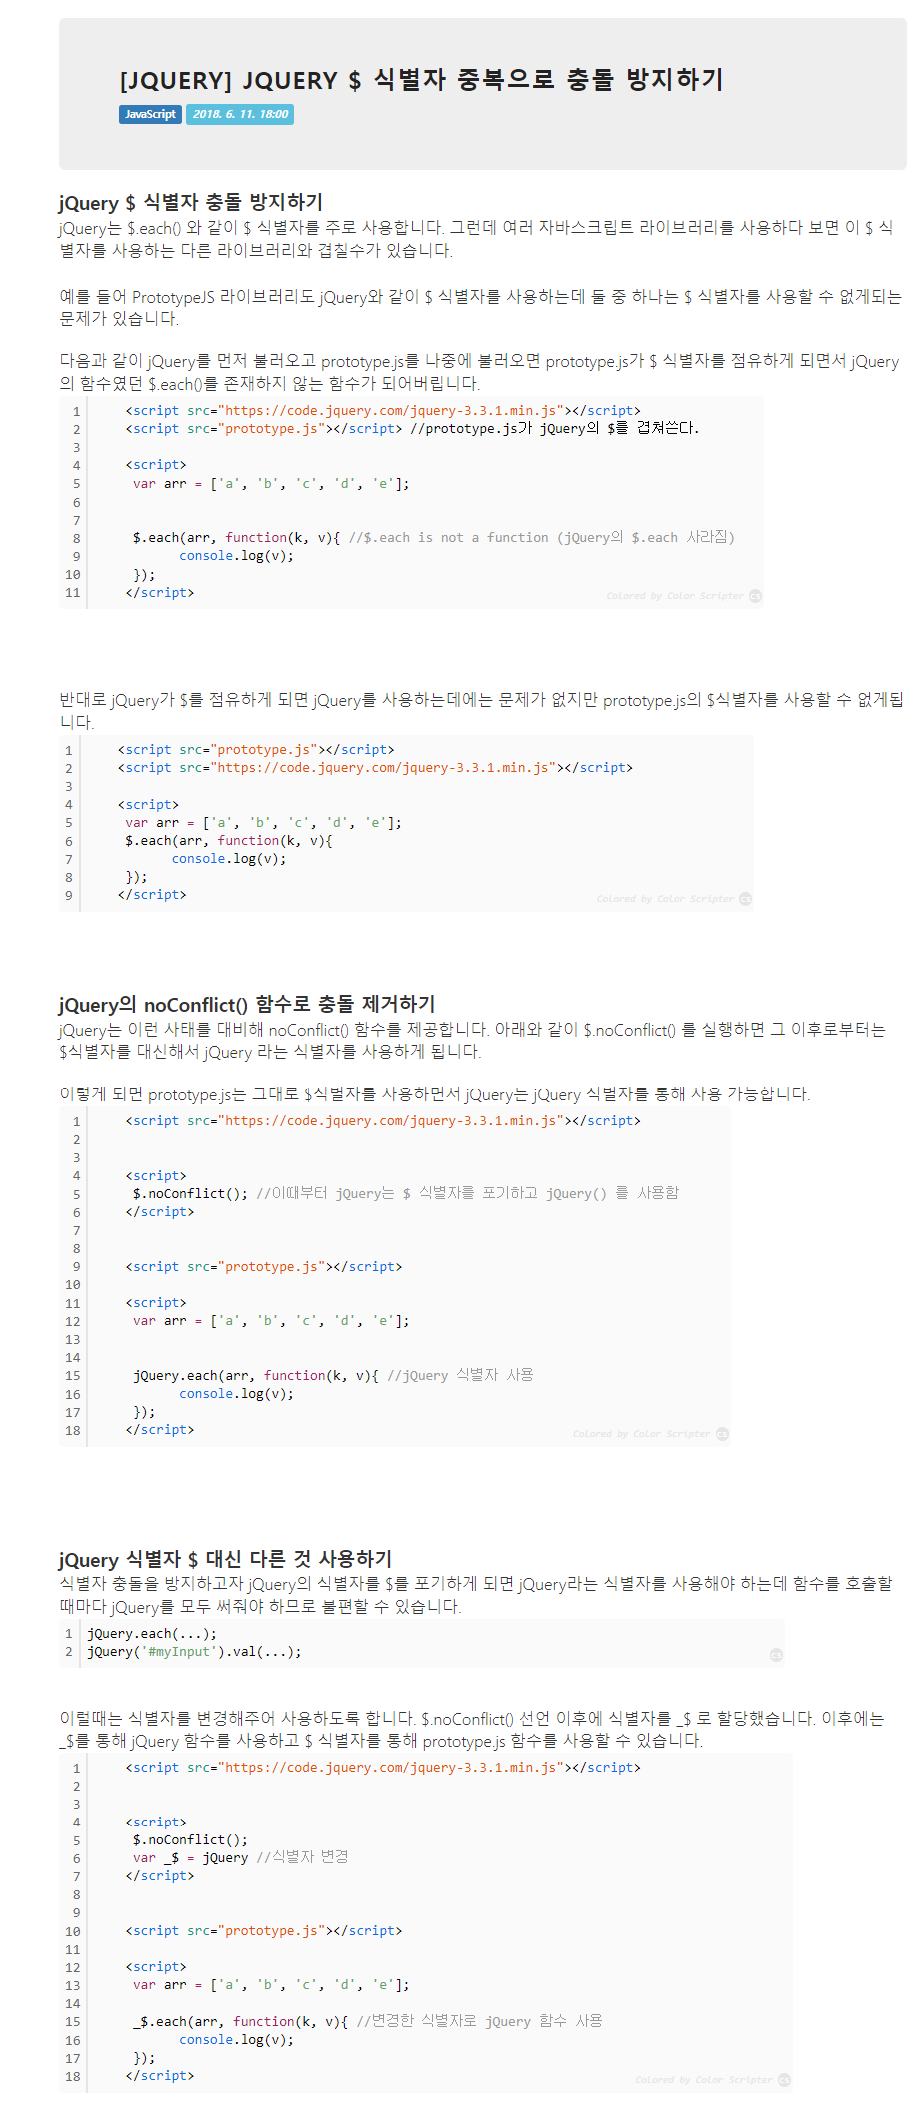 [JQUERY] JQUERY $ 식별자 중복으로 충돌 방지하기
JavaScript 2018. 6. 11. 18:00
jQuery $ 식별자 충돌 방지하기
jQuery는 $.each() 와 같이 $ 식별자를 주로 사용합니다. 그런데 여러 자바스크립트 라이브러리를 사용하다 보면 이 $ 식
별자를 사용하는 다른 라이브러리와 겹칠수가 있습니다.
예를 들어 PrototypeJS 라이브러리도 jQuery와 같이 $ 식별자를 사용하는데 둘 중 하나는 $ 식별자를 사용할 수 없게되는
문제가 있습니다.
다음과 같이 jQuery를 먼저 불러오고 prototype.js를 나중에 불러오면 prototype.js가 $ 식별자를 점유하게 되면서 jQuery
의 함수였던 $.each()를 존재하지 않는 함수가 되어버립니다.
1 <script src="https://code.jquery.com/jquery-3.3.1.min.js"></script>
2 <script src="prototype.js"></script> //prototype.js가 jQuery의 $를 겹쳐쓴다.
3
4 <script>
5 var arr = ['a', 'b', 'c', 'd', 'e'];
6
7
8 $.each(arr, function(k, v){ //$.each is not a function (jQuery의 $.each 사라짐)
9 console.log(v);
10 });
11 </script>
Colored by Color Scripter cs
반대로 jQuery가 $를 점유하게 되면 jQuery를 사용하는데에는 문제가 없지만 prototype.js의 $식별자를 사용할 수 없게됩
니다.
1 <script src="prototype.js"></script>
2 <script src="https://code.jquery.com/jquery-3.3.1.min.js"></script>
3
4 <script>
5 var arr = ['a', 'b', 'c', 'd', 'e'];
6 $.each(arr, function(k, v){
7 console.log(v);
8 });
9 </script>
Colored by Color Scripter cs
jQuery의 noConflict() 함수로 충돌 제거하기
jQuery는 이런 사태를 대비해 noConflict() 함수를 제공합니다. 아래와 같이 $.noConflict() 를 실행하면 그 이후로부터는
$식별자를 대신해서 jQuery 라는 식별자를 사용하게 됩니다.
이렇게 되면 prototype.js는 그대로 $식별자를 사용하면서 jQuery는 jQuery 식별자를 통해 사용 가능합니다.
1 <script src="https://code.jquery.com/jquery-3.3.1.min.js"></script>
2
3
4 <script>
5 $.noConflict(); //이때부터 jQuery는 $ 식별자를 포기하고 jQuery() 를 사용함
6 </script>
7
8
9 <script src="prototype.js"></script>
10
11 <script>
12 var arr = ['a', 'b', 'c', 'd', 'e'];
13
14
15 jQuery.each(arr, function(k, v){ //jQuery 식별자 사용
16 console.log(v);
17 });
18 </script>
Colored by Color Scripter cs
jQuery 식별자 $ 대신 다른 것 사용하기
식별자 충돌을 방지하고자 jQuery의 식별자를 $를 포기하게 되면 jQuery라는 식별자를 사용해야 하는데 함수를 호출할
때마다 jQuery를 모두 써줘야 하므로 불편할 수 있습니다.
1 jQuery.each(...);
2 jQuery('#myInput').val(...);
cs
이럴때는 식별자를 변경해주어 사용하도록 합니다. $.noConflict() 선언 이후에 식별자를 _$ 로 할당했습니다. 이후에는
_$를 통해 jQuery 함수를 사용하고 $ 식별자를 통해 prototype.js 함수를 사용할 수 있습니다.
1 <script src="https://code.jquery.com/jquery-3.3.1.min.js"></script>
2
3
4 <script>
5 $.noConflict();
6 var _$ = jQuery //식별자 변경
7 </script>
8
9
10 <script src="prototype.js"></script>
11
12 <script>
13 var arr = ['a', 'b', 'c', 'd', 'e'];
14
15 _$.each(arr, function(k, v){ //변경한 식별자로 jQuery 함수 사용
16 console.log(v);
17 });
18 </script>
Colored by Color Scripter cs